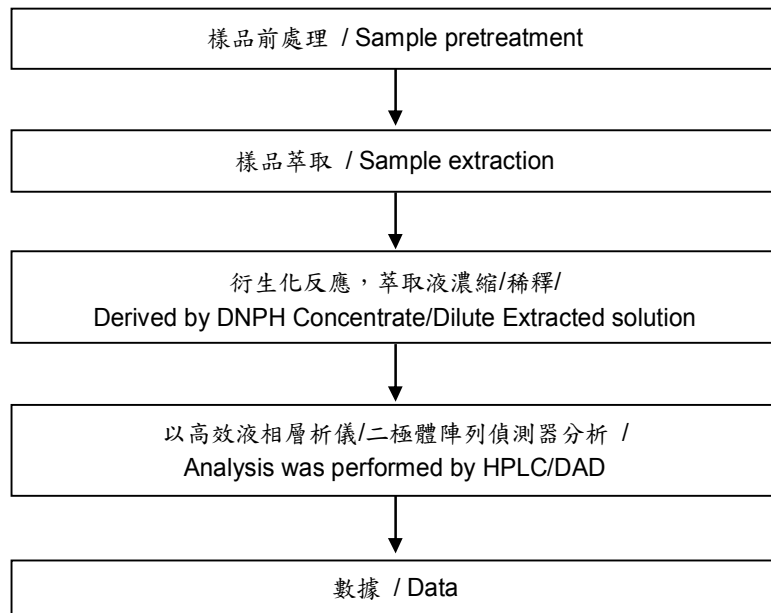 樣品前處理 / Sample pretreatment
樣品萃取 / Sample extraction
衍生化反應，萃取液濃縮/稀釋/
Derived by DNPH Concentrate/Dilute Extracted solution
以高效液相層析儀/二極體陣列偵測器分析 /
Analysis was performed by HPLC/DAD
數據 / Data